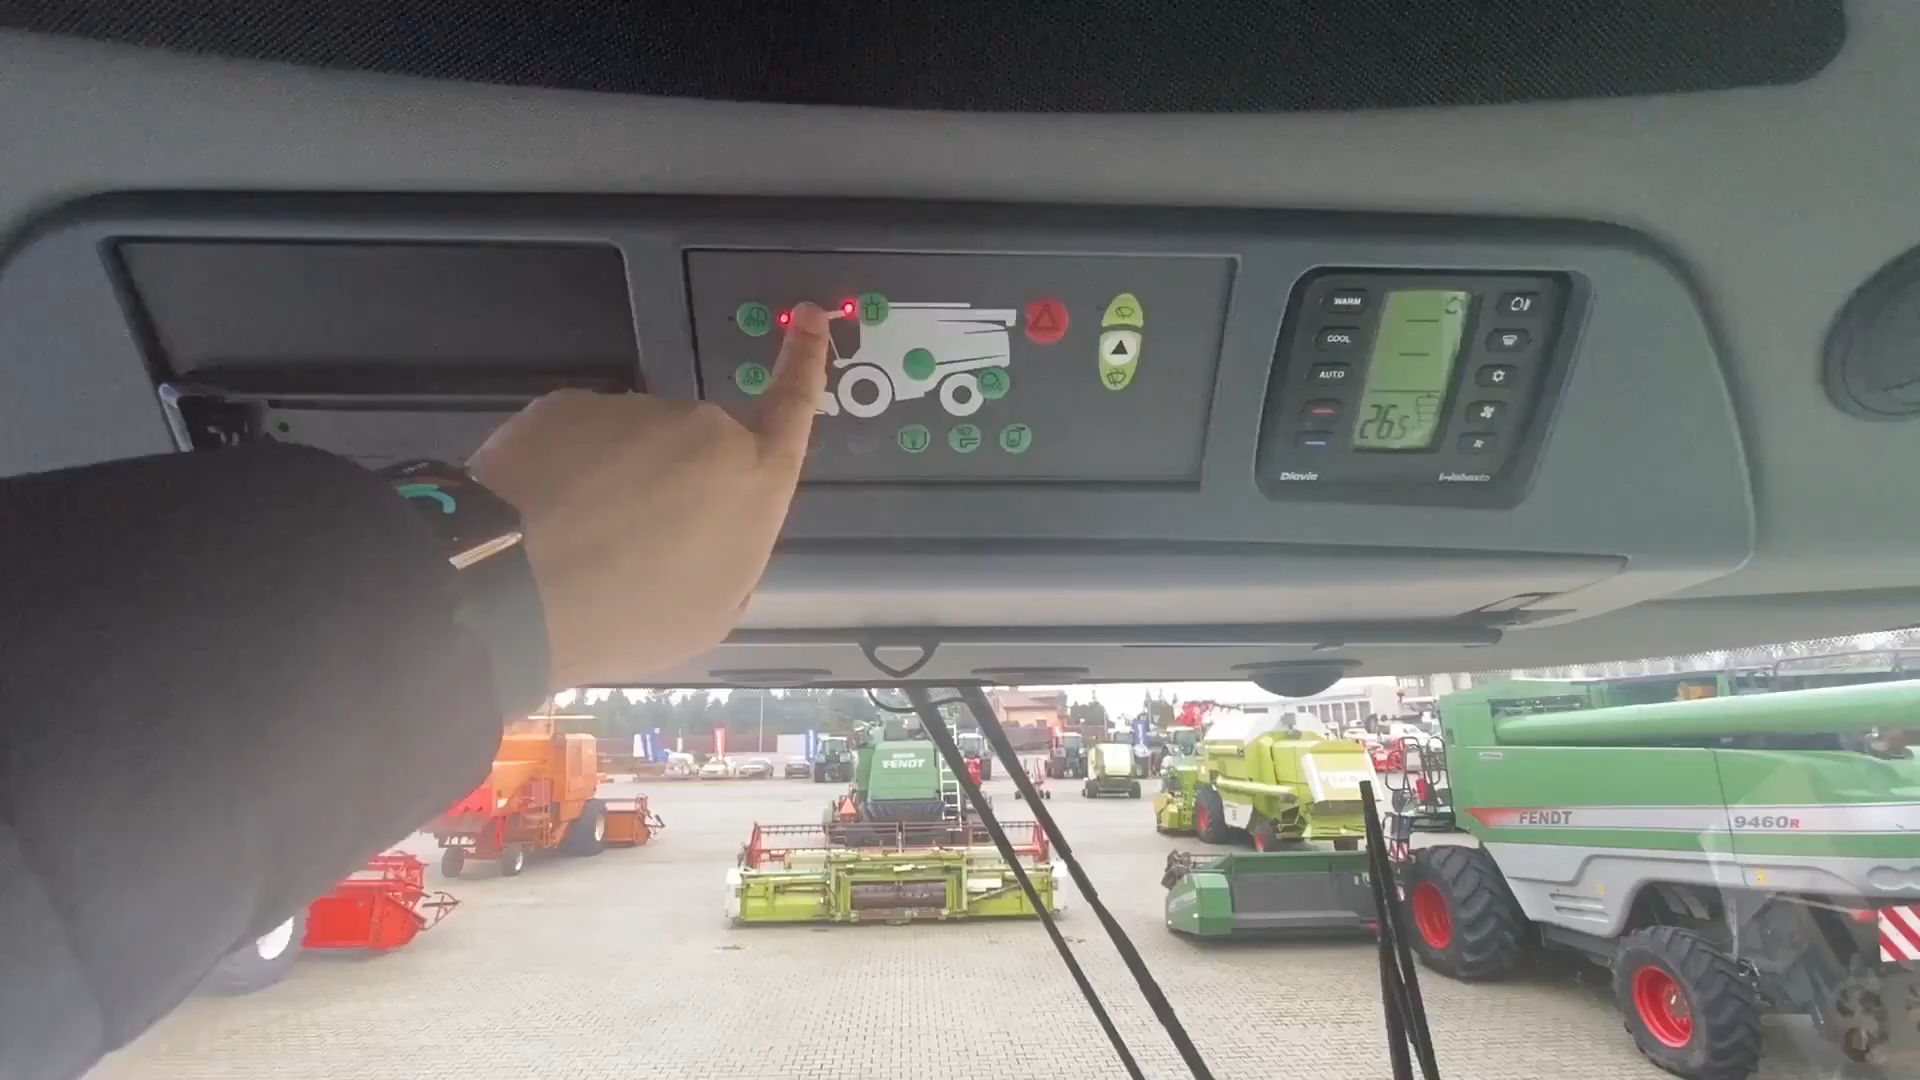 WARM
COOL
AUTO
26.5
Diavia
Webasto
FENDT
FENDT
9460R